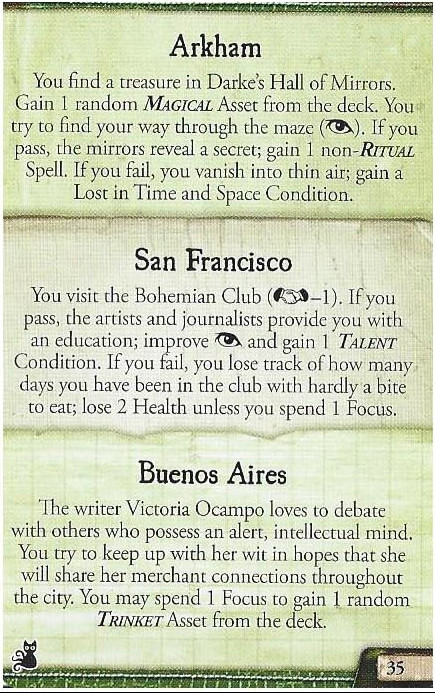 Arkham
You find a treasure in Darke's Hall of Mirrors.
Gain 1 random MAGICAL Asset from the deck. You
try to find your way through the maze (). If you
pass, the mirrors reveal a secret; gain 1 non-RITUAL
Spell. If you fail, you vanish into thin air; gain a
Lost in Time and Space Condition.
San Francisco
You visit the Bohemian Club (–1). If you
pass, the artists and journalists provide you with
an education; improve and gain 1 TALENT
Condition. If you fail, you lose track of how many
days you have been in the club with hardly a bite
to eat; lose 2 Health unless you spend 1 Focus.
Buenos Aires
The writer Victoria Ocampo loves to debate
with others who possess an alert, intellectual mind.
You try to keep up with her wit in hopes that she
will share her merchant connections throughout
the city. You may spend 1 Focus to gain 1 random
TRINKET Asset from the deck.
35